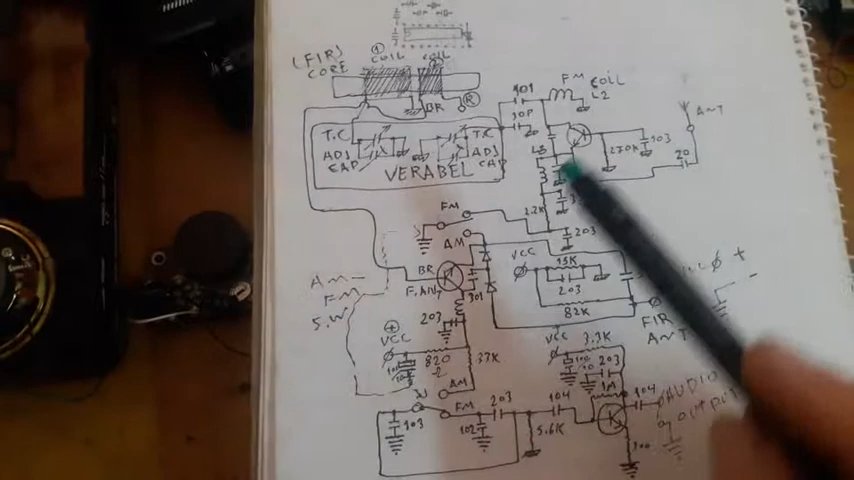 (FIR)
CORE
① COIL
COIL
BR
Ⓡ
FM COIL
L2
30P
ANT
T.C
T.C
ADJ
CAP
ADJ
CAP
VERABEL
270K
103
20
2.2K
203
FM
AM
VCC
15K
203
82K
+
-
FIR
ANT
AM
FM
S.W
BR
F.ANT
301
203
VCC
820
Ω
37K
AM
FM
203
103
102
104
5.6K
VCC
3.3K
203
1M
104
AUDIO
OUTPUT